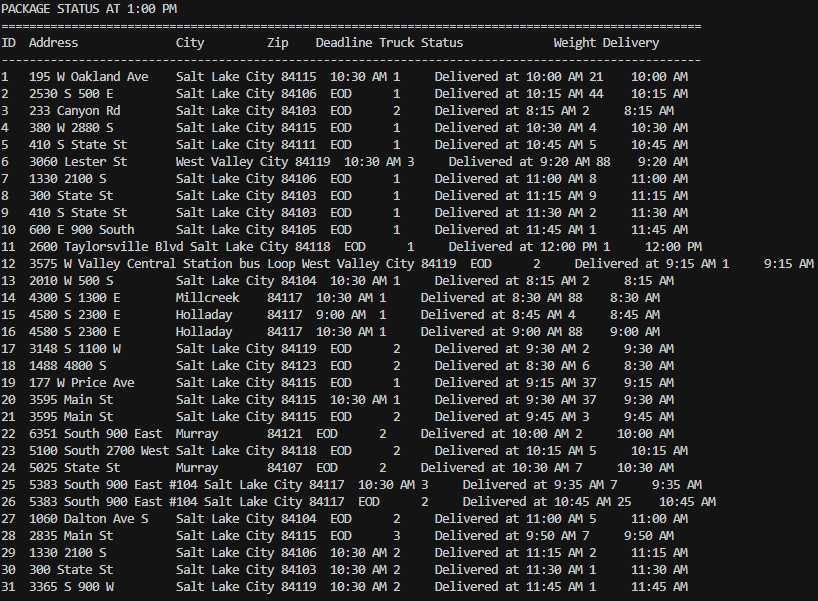 PACKAGE STATUS AT 1:00 PM
====================================================================================================
ID  Address              City         Zip    Deadline Truck Status             Weight Delivery
----------------------------------------------------------------------------------------------------
1   195 W Oakland Ave    Salt Lake City 84115  10:30 AM 1     Delivered at 10:00 AM 21    10:00 AM
2   2530 S 500 E         Salt Lake City 84106  EOD      1     Delivered at 10:15 AM 44    10:15 AM
3   233 Canyon Rd        Salt Lake City 84103  EOD      2     Delivered at 8:15 AM 2     8:15 AM
4   380 W 2880 S         Salt Lake City 84115  EOD      1     Delivered at 10:30 AM 4     10:30 AM
5   410 S State St       Salt Lake City 84111  EOD      1     Delivered at 10:45 AM 5     10:45 AM
6   3060 Lester St       West Valley City 84119  10:30 AM 3     Delivered at 9:20 AM 88    9:20 AM
7   1330 2100 S          Salt Lake City 84106  EOD      1     Delivered at 11:00 AM 8     11:00 AM
8   300 State St         Salt Lake City 84103  EOD      1     Delivered at 11:15 AM 9     11:15 AM
9   410 S State St       Salt Lake City 84103  EOD      1     Delivered at 11:30 AM 2     11:30 AM
10  600 E 900 South      Salt Lake City 84105  EOD      1     Delivered at 11:45 AM 1     11:45 AM
11  2600 Taylorsville Blvd Salt Lake City 84118  EOD      1     Delivered at 12:00 PM 1     12:00 PM
12  3575 W Valley Central Station bus Loop West Valley City 84119  EOD      2     Delivered at 9:15 AM 1     9:15 AM
13  2010 W 500 S         Salt Lake City 84104  10:30 AM 1     Delivered at 8:15 AM 2     8:15 AM
14  4300 S 1300 E        Millcreek    84117  10:30 AM 1     Delivered at 8:30 AM 88    8:30 AM
15  4580 S 2300 E        Holladay     84117  9:00 AM  1     Delivered at 8:45 AM 4     8:45 AM
16  4580 S 2300 E        Holladay     84117  10:30 AM 1     Delivered at 9:00 AM 88    9:00 AM
17  3148 S 1100 W        Salt Lake City 84119  EOD      2     Delivered at 9:30 AM 2     9:30 AM
18  1488 4800 S          Salt Lake City 84123  EOD      2     Delivered at 8:30 AM 6     8:30 AM
19  177 W Price Ave      Salt Lake City 84115  EOD      1     Delivered at 9:15 AM 37    9:15 AM
20  3595 Main St         Salt Lake City 84115  10:30 AM 1     Delivered at 9:30 AM 37    9:30 AM
21  3595 Main St         Salt Lake City 84115  EOD      2     Delivered at 9:45 AM 3     9:45 AM
22  6351 South 900 East  Murray       84121  EOD      2     Delivered at 10:00 AM 2     10:00 AM
23  5100 South 2700 West Salt Lake City 84118  EOD      2     Delivered at 10:15 AM 5     10:15 AM
24  5025 State St        Murray       84107  EOD      2     Delivered at 10:30 AM 7     10:30 AM
25  5383 South 900 East #104 Salt Lake City 84117  10:30 AM 3     Delivered at 9:35 AM 7     9:35 AM
26  5383 South 900 East #104 Salt Lake City 84117  EOD      2     Delivered at 10:45 AM 25    10:45 AM
27  1060 Dalton Ave S    Salt Lake City 84104  EOD      2     Delivered at 11:00 AM 5     11:00 AM
28  2835 Main St         Salt Lake City 84115  EOD      3     Delivered at 9:50 AM 7     9:50 AM
29  1330 2100 S          Salt Lake City 84106  10:30 AM 2     Delivered at 11:15 AM 2     11:15 AM
30  300 State St         Salt Lake City 84103  10:30 AM 2     Delivered at 11:30 AM 1     11:30 AM
31  3365 S 900 W         Salt Lake City 84119  10:30 AM 2     Delivered at 11:45 AM 1     11:45 AM